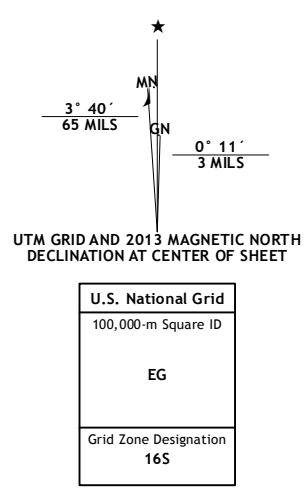 MN
3° 40´
65 MILS
GN
0° 11´
3 MILS
UTM GRID AND 2013 MAGNETIC NORTH
DECLINATION AT CENTER OF SHEET
U.S. National Grid
100,000-m Square ID
EG
Grid Zone Designation
16S